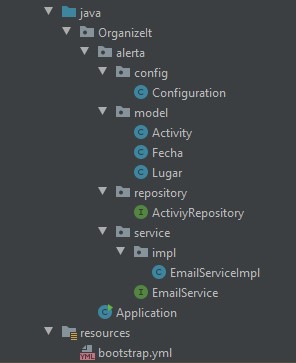 java
OrganizeIt
alerta
config
C Configuration
model
C Activity
C Fecha
C Lugar
repository
I ActiviyRepository
service
impl
C EmailServiceImpl
I EmailService
C Application
resources
YML bootstrap.yml